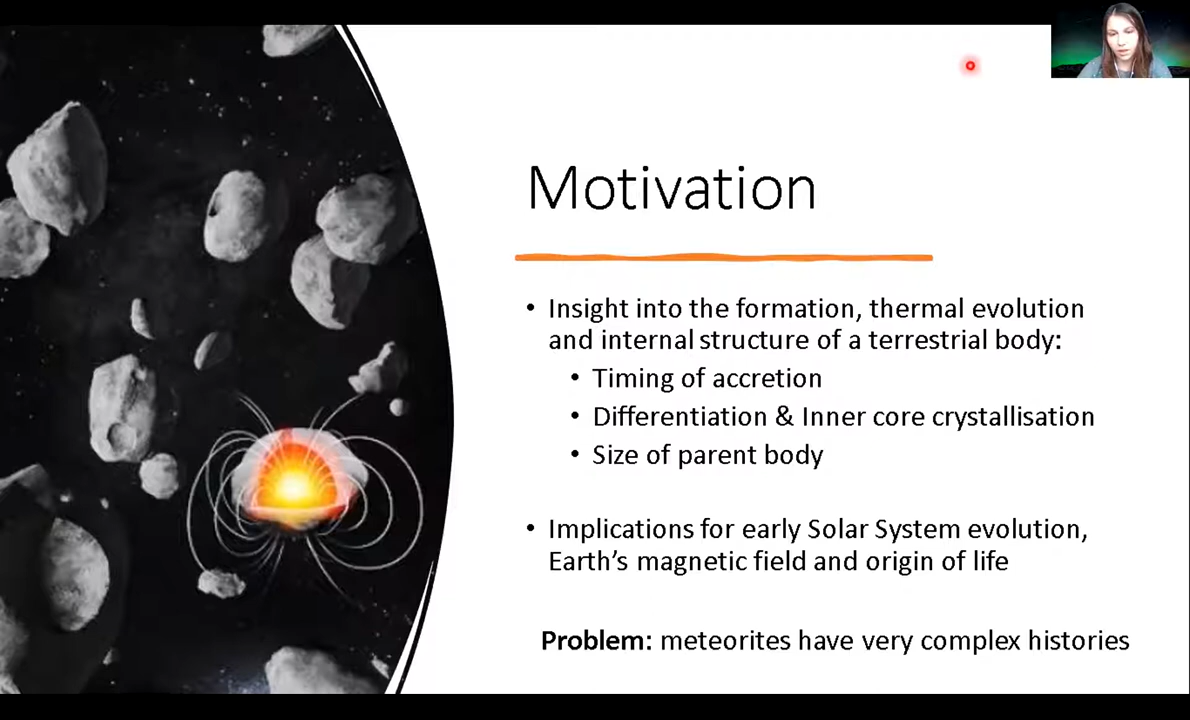 Motivation
• Insight into the formation, thermal evolution
and internal structure of a terrestrial body:
• Timing of accretion
• Differentiation & Inner core crystallisation
• Size of parent body
• Implications for early Solar System evolution,
Earth's magnetic field and origin of life
Problem: meteorites have very complex histories